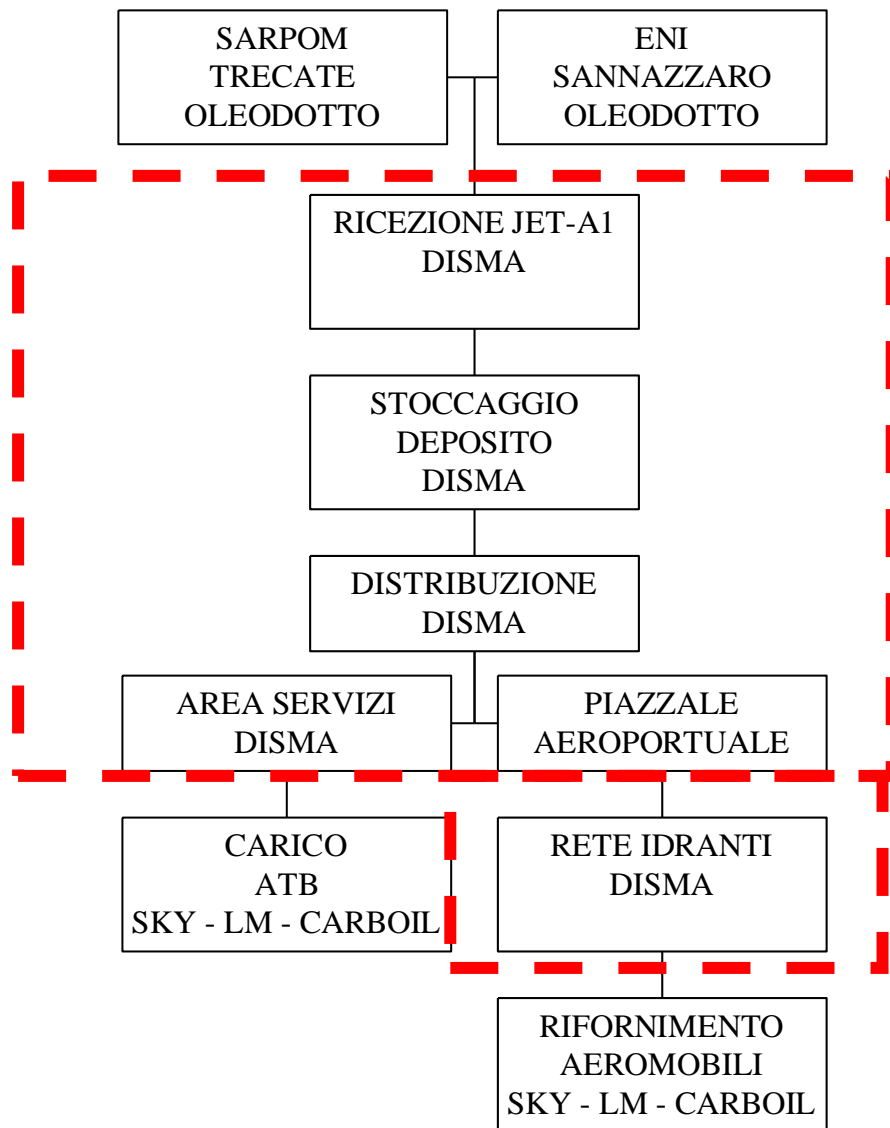 SARPOM
TRECATE
OLEODOTTO
ENI
SANNAZZARO
OLEODOTTO
RICEZIONE JET-A1
DISMA
STOCCAGGIO
DEPOSITO
DISMA
DISTRIBUZIONE
DISMA
AREA SERVIZI
DISMA
PIAZZALE
AEROPORTUALE
CARICO
ATB
SKY - LM - CARBOIL
RETE IDRANTI
DISMA
RIFORNIMENTO
AEROMOBILI
SKY - LM - CARBOIL